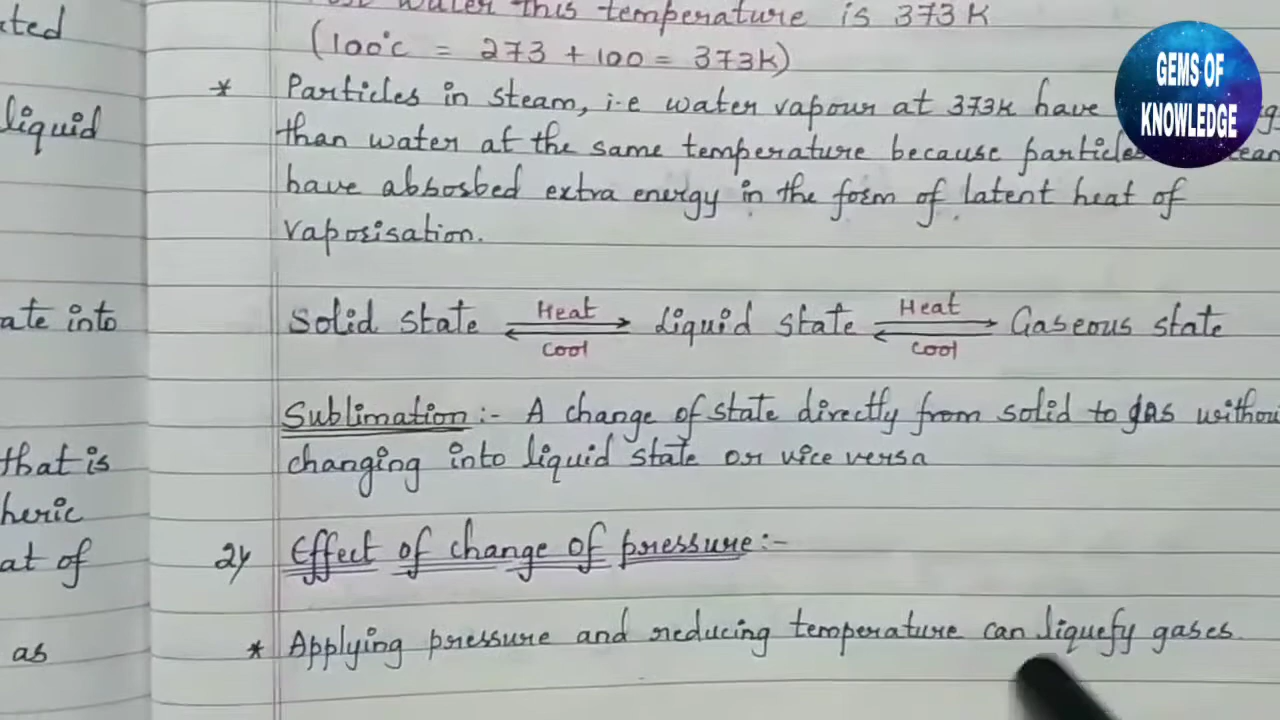 water this temperature is 373K
(100°C = 273 + 100 = 373K)
* Particles in steam, i.e water vapour at 373K have
than water at the same temperature because particles
have absorbed extra energy in the form of latent heat of
vaporisation.
Solid state Heat Cool Liquid state Heat Cool Gaseous state
Sublimation :- A change of state directly from solid to gas withou
changing into liquid state or vice versa
2) Effect of change of pressure :-
* Applying pressure and reducing temperature can liquefy gases.
ated
liquid
ate into
that is
heric
at of
as
GEMS OF
KNOWLEDGE